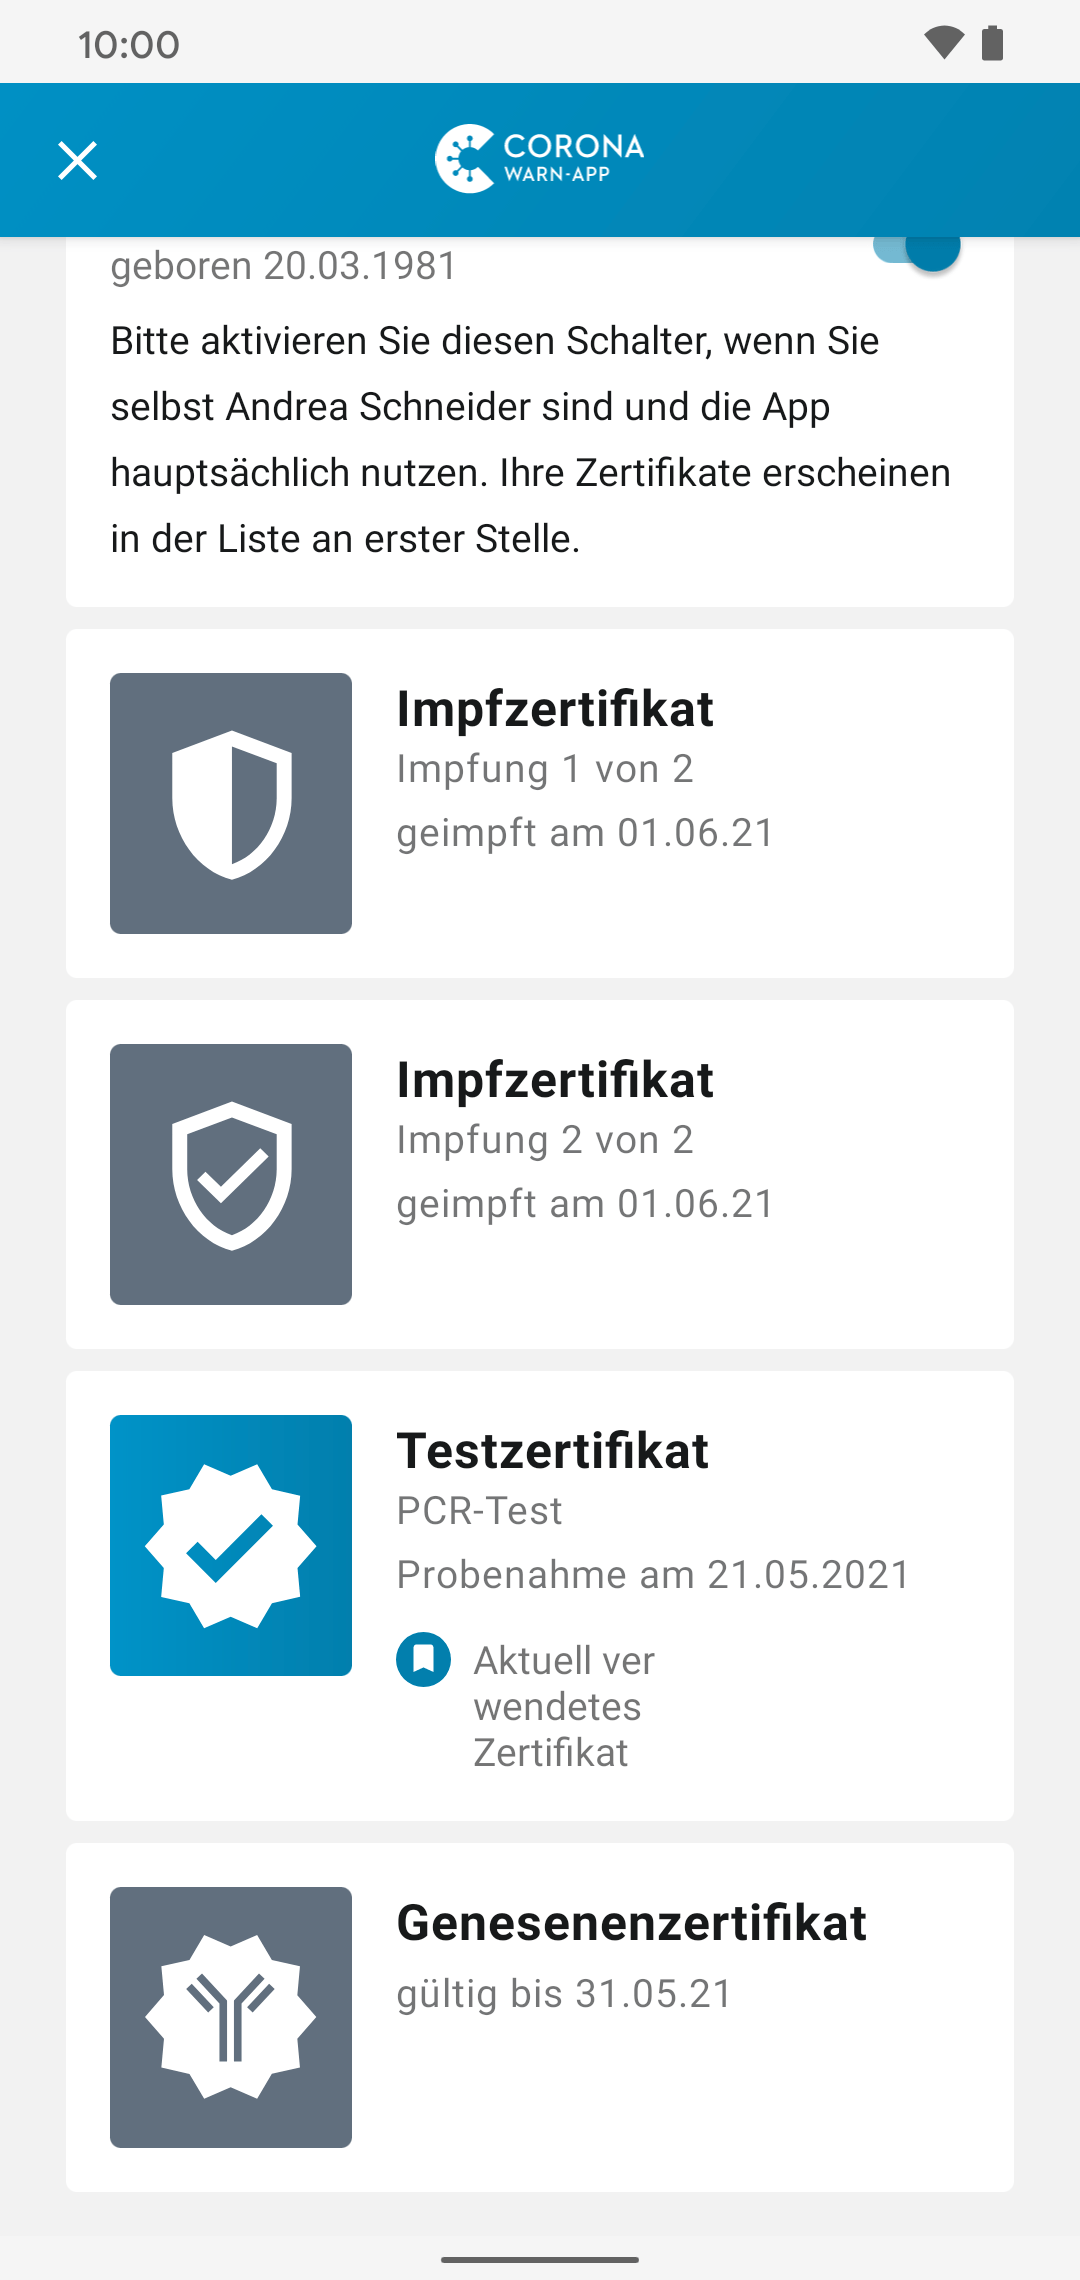 10:00
CORONA
WARN-APP
geboren 20.03.1981
Bitte aktivieren Sie diesen Schalter, wenn Sie
selbst Andrea Schneider sind und die App
hauptsächlich nutzen. Ihre Zertifikate erscheinen
in der Liste an erster Stelle.
Impfzertifikat
Impfung 1 von 2
geimpft am 01.06.21
Impfzertifikat
Impfung 2 von 2
geimpft am 01.06.21
Testzertifikat
PCR-Test
Probenahme am 21.05.2021
Aktuell ver
wendetes
Zertifikat
Genesenenzertifikat
gültig bis 31.05.21